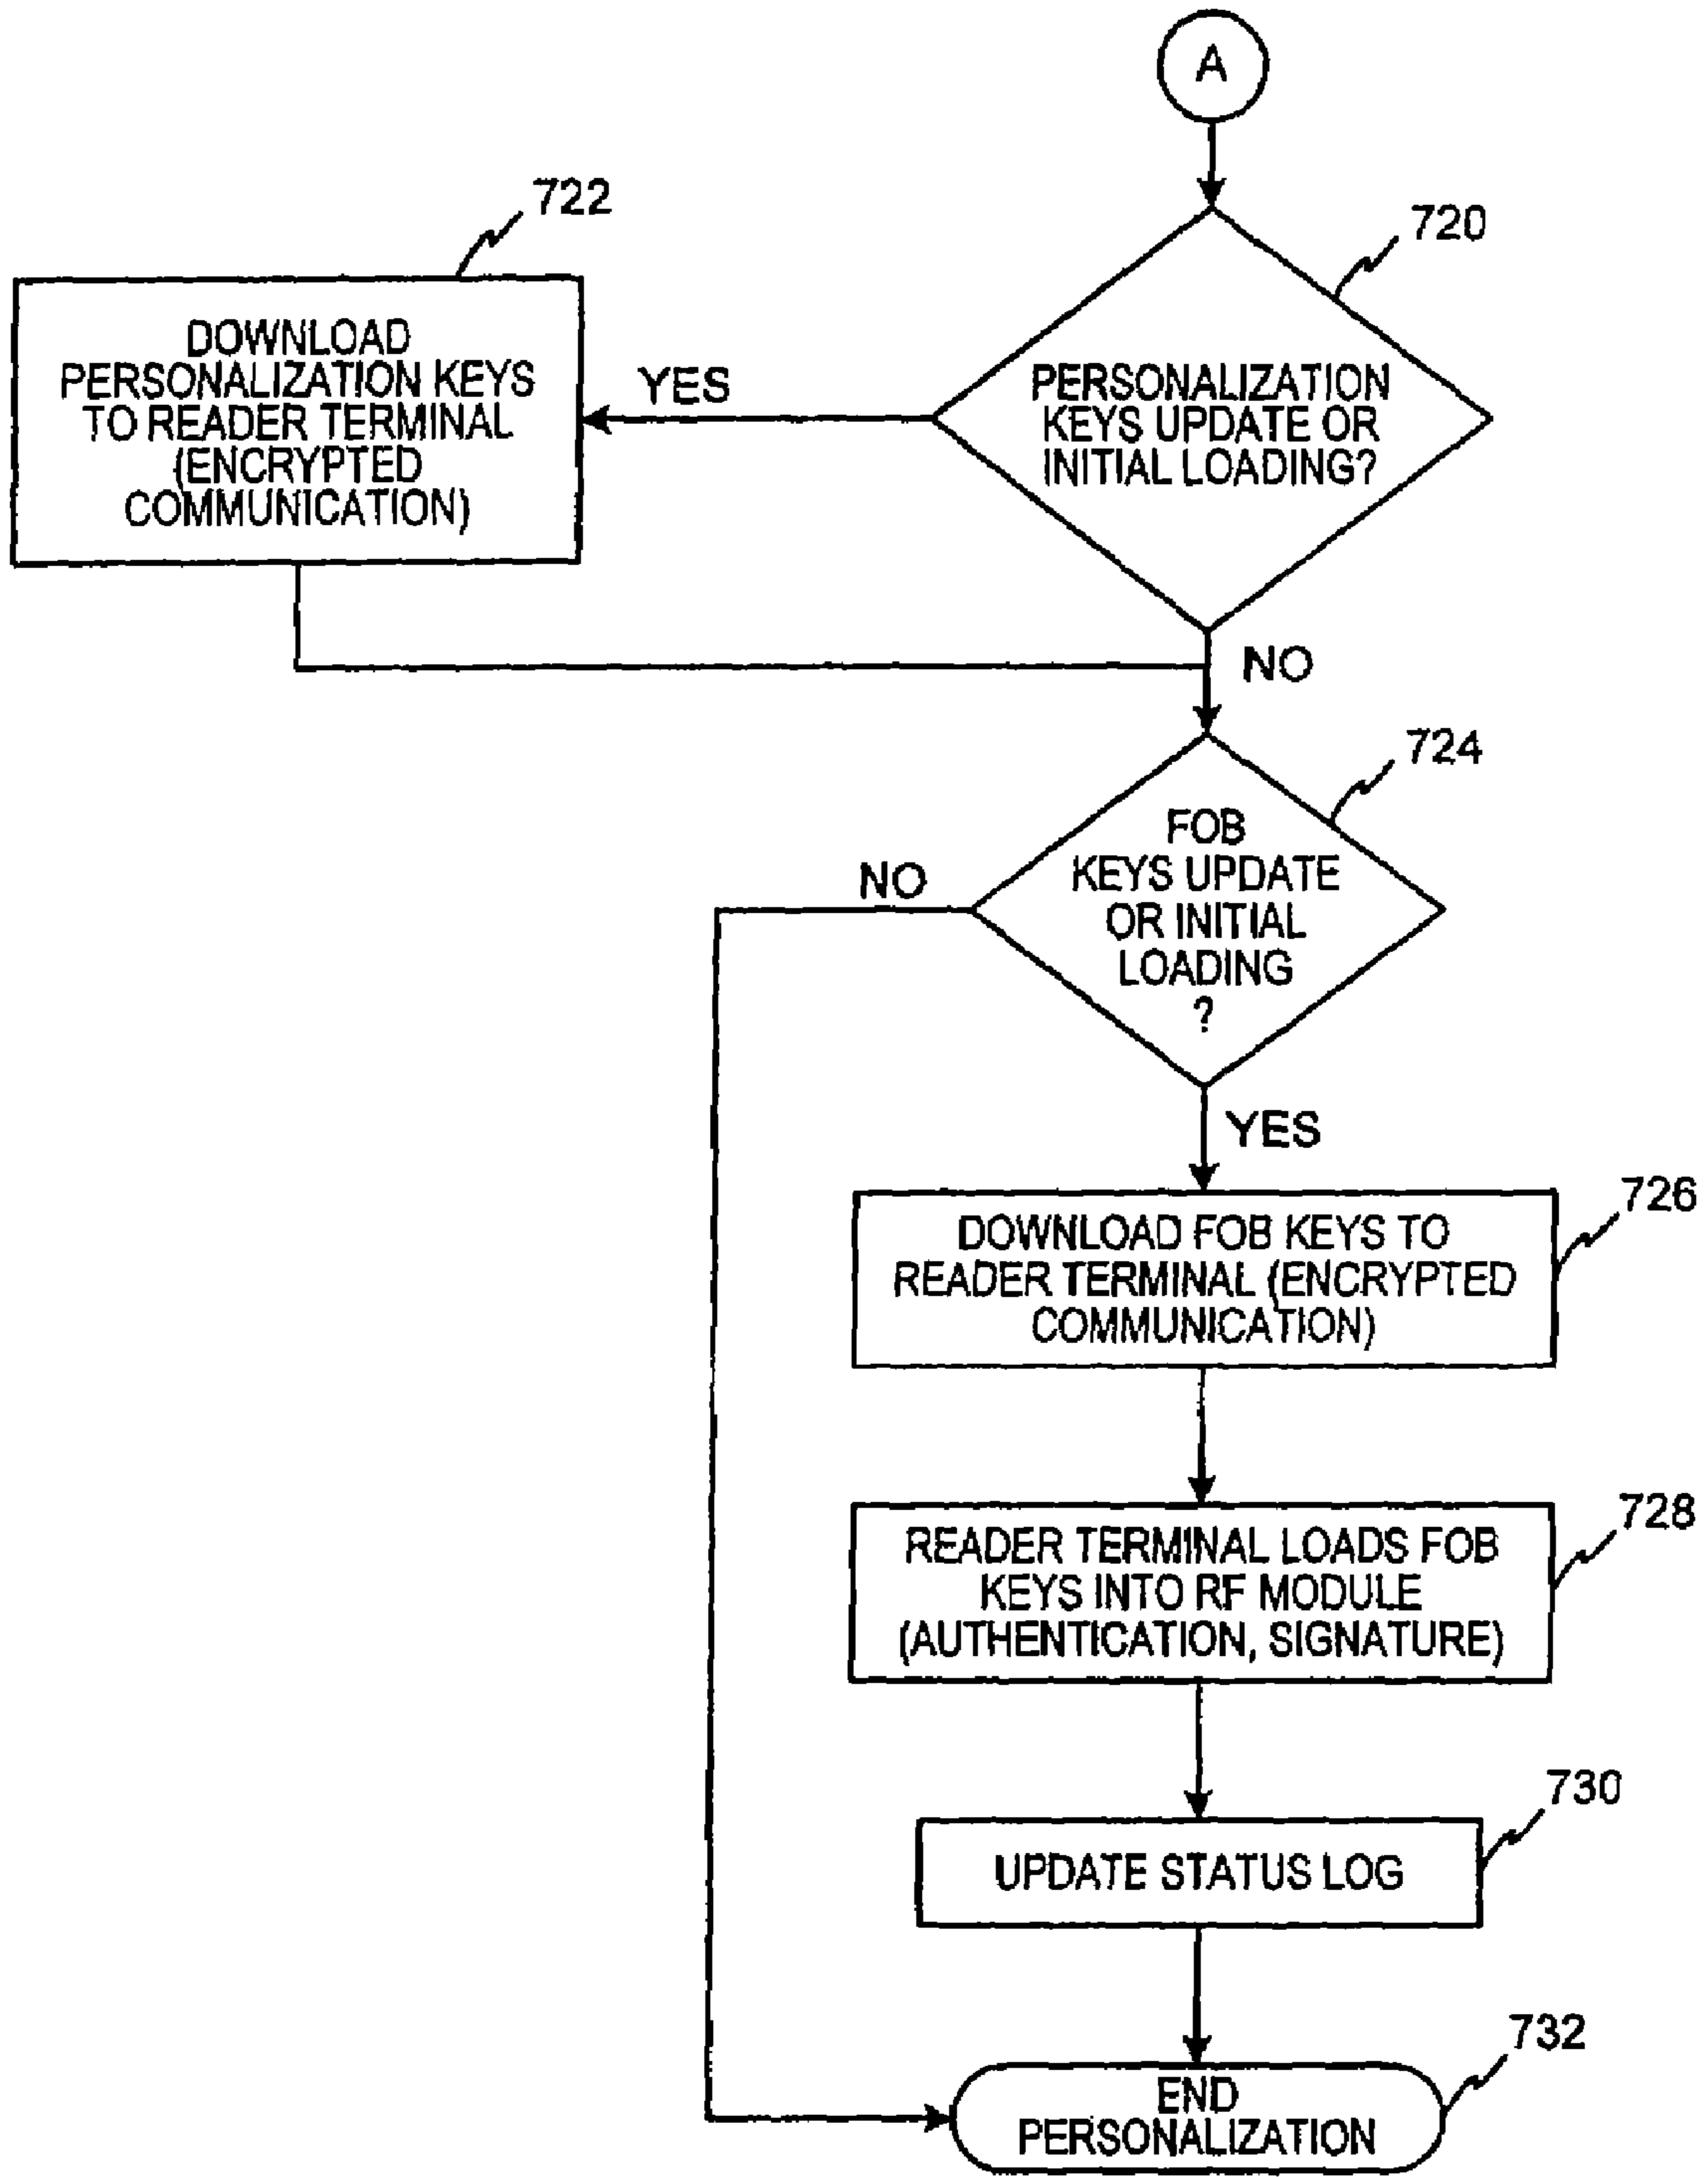 A
722
720
DOWNLOAD
PERSONALIZATION KEYS
TO READER TERMINAL
(ENCRYPTED
COMMUNICATION)
YES
PERSONALIZATION
KEYS UPDATE OR
INITIAL LOADING?
NO
724
FOB
KEYS UPDATE
OR INITIAL
LOADING
?
NO
YES
726
DOWNLOAD FOB KEYS TO
READER TERMINAL (ENCRYPTED
COMMUNICATION)
728
READER TERMINAL LOADS FOB
KEYS INTO RF MODULE
(AUTHENTICATION, SIGNATURE)
730
UPDATE STATUS LOG
732
END
PERSONALIZATION